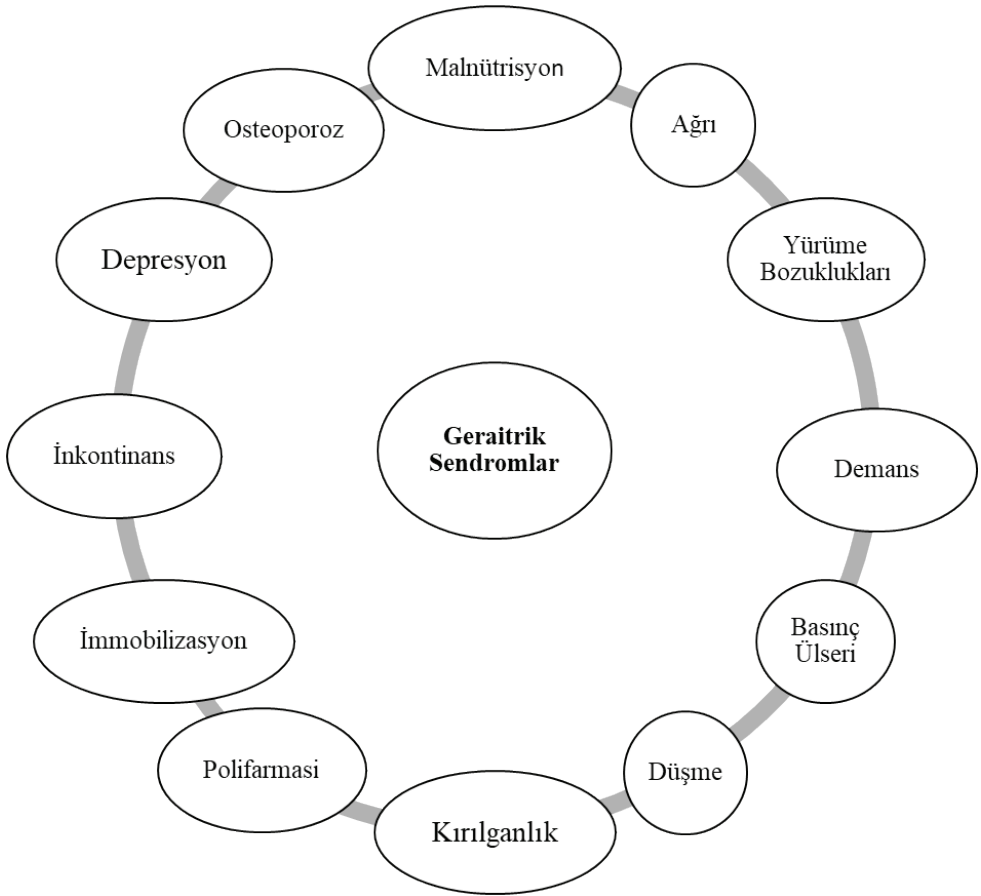 Malnütrisyon
Ağrı
Yürüme
Bozuklukları
Demans
Basınç
Ülseri
Düşme
Kırılganlık
Polifarmasi
İmmobilizasyon
İnkontinans
Depresyon
Osteoporoz
Geraitrik
Sendromlar